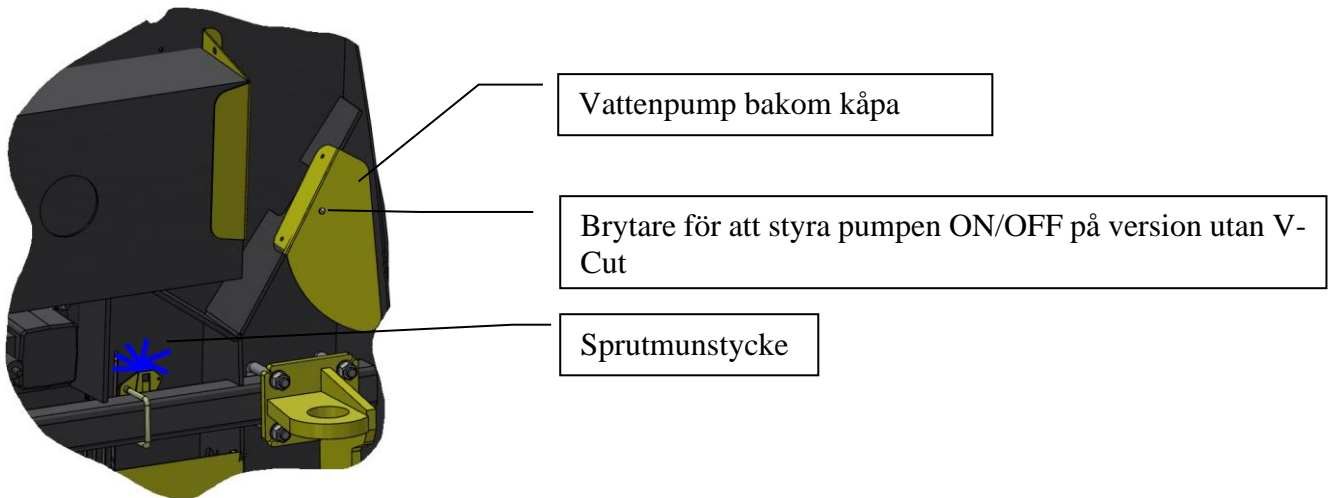 Vattenpump bakom kåpa
Brytare för att styra pumpen ON/OFF på version utan V-
Cut
Sprutmunstycke